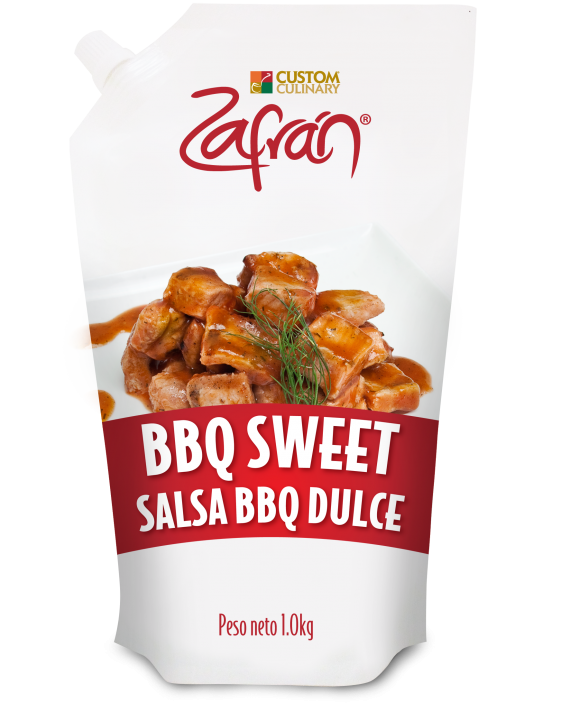 CUSTOM
CULINARY
Zafrán®
BBQ SWEET
SALSA BBQ DULCE
Peso neto 1.0kg